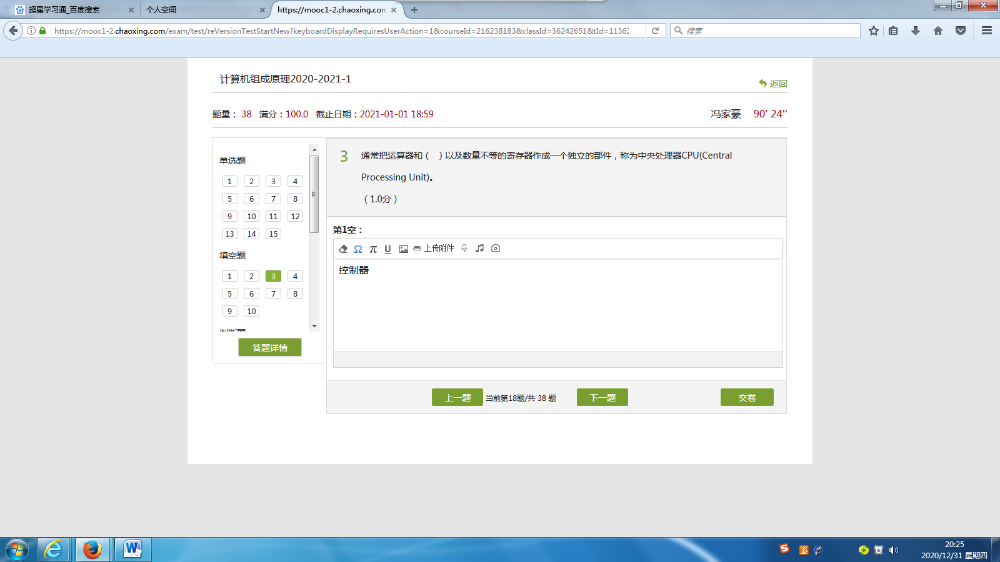 超星学习通_百度搜索
个人空间
https://mooc1-2.chaoxing.com
https://mooc1-2.chaoxing.com/exam/test/reVersionTestStartNew?keyboardDisplayRequiresUserAction=1&courseId=216238183&classId=36242651&tId=11362
搜索
计算机组成原理2020-2021-1
返回
题量： 38 满分：100.0 截止日期：2021-01-01 18:59
冯家豪 90' 24''
单选题
1 2 3 4
5 6 7 8
9 10 11 12
13 14 15
填空题
1 2 3 4
5 6 7 8
9 10
判断题
答题详情
3 通常把运算器和（ ）以及数量不等的寄存器作成一个独立的部件，称为中央处理器CPU(Central
Processing Unit)。
（1.0分）
第1空：
上传附件
控制器
上一题 当前第18题/共 38 题 下一题 交卷
20:25
2020/12/31 星期四